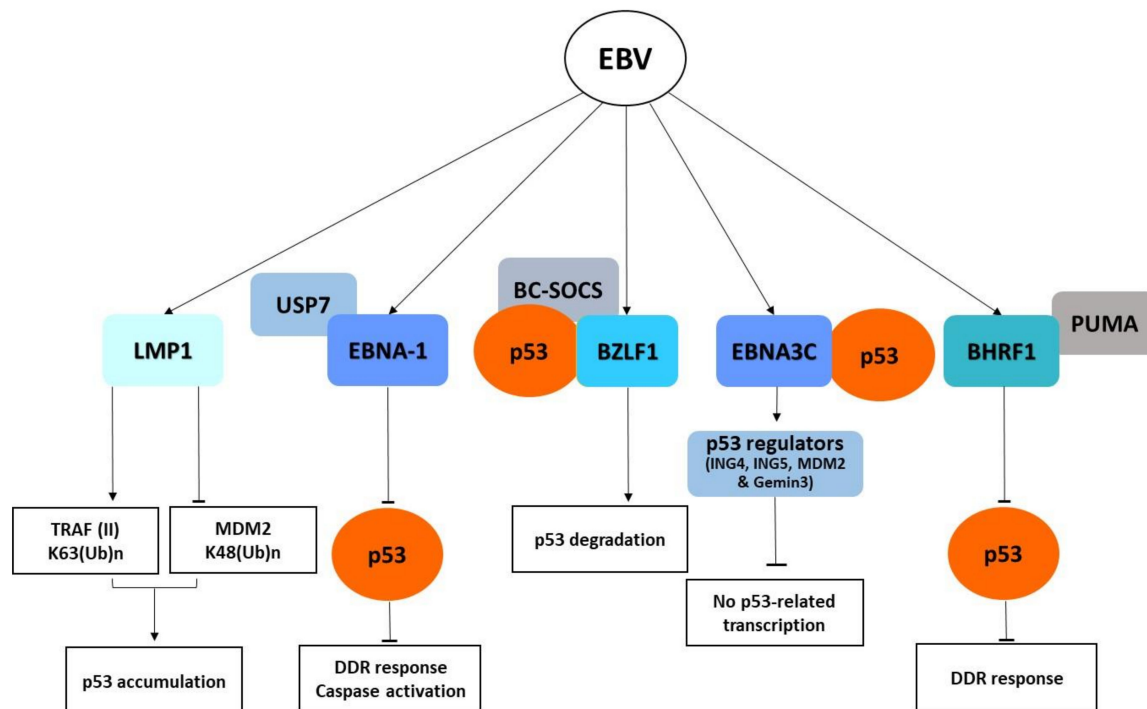 EBV
USP7
BC-SOCS
PUMA
LMP1
EBNA-1
p53
BZLF1
EBNA3C
p53
BHRF1
p53 regulators
(ING4, ING5, MDM2
& Gemin3)
TRAF (II)
K63(Ub)n
MDM2
K48(Ub)n
p53
p53 degradation
p53
No p53-related
transcription
p53 accumulation
DDR response
Caspase activation
DDR response